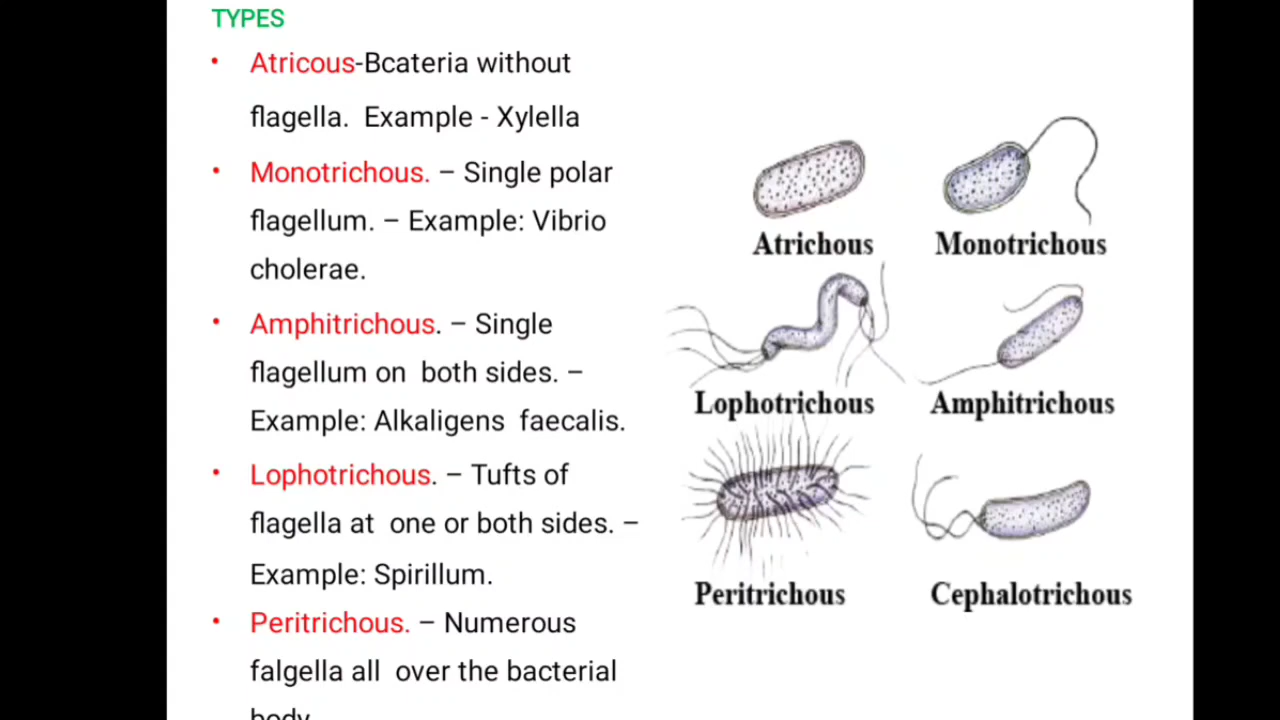 TYPES
• Atricous-Bcateria without
flagella. Example - Xylella
• Monotrichous. – Single polar
flagellum. – Example: Vibrio
cholerae.
• Amphitrichous. – Single
flagellum on both sides. –
Example: Alkaligens faecalis.
• Lophotrichous. – Tufts of
flagella at one or both sides. –
Example: Spirillum.
• Peritrichous. – Numerous
falgella all over the bacterial
body.
Atrichous
Monotrichous
Lophotrichous
Amphitrichous
Peritrichous
Cephalotrichous